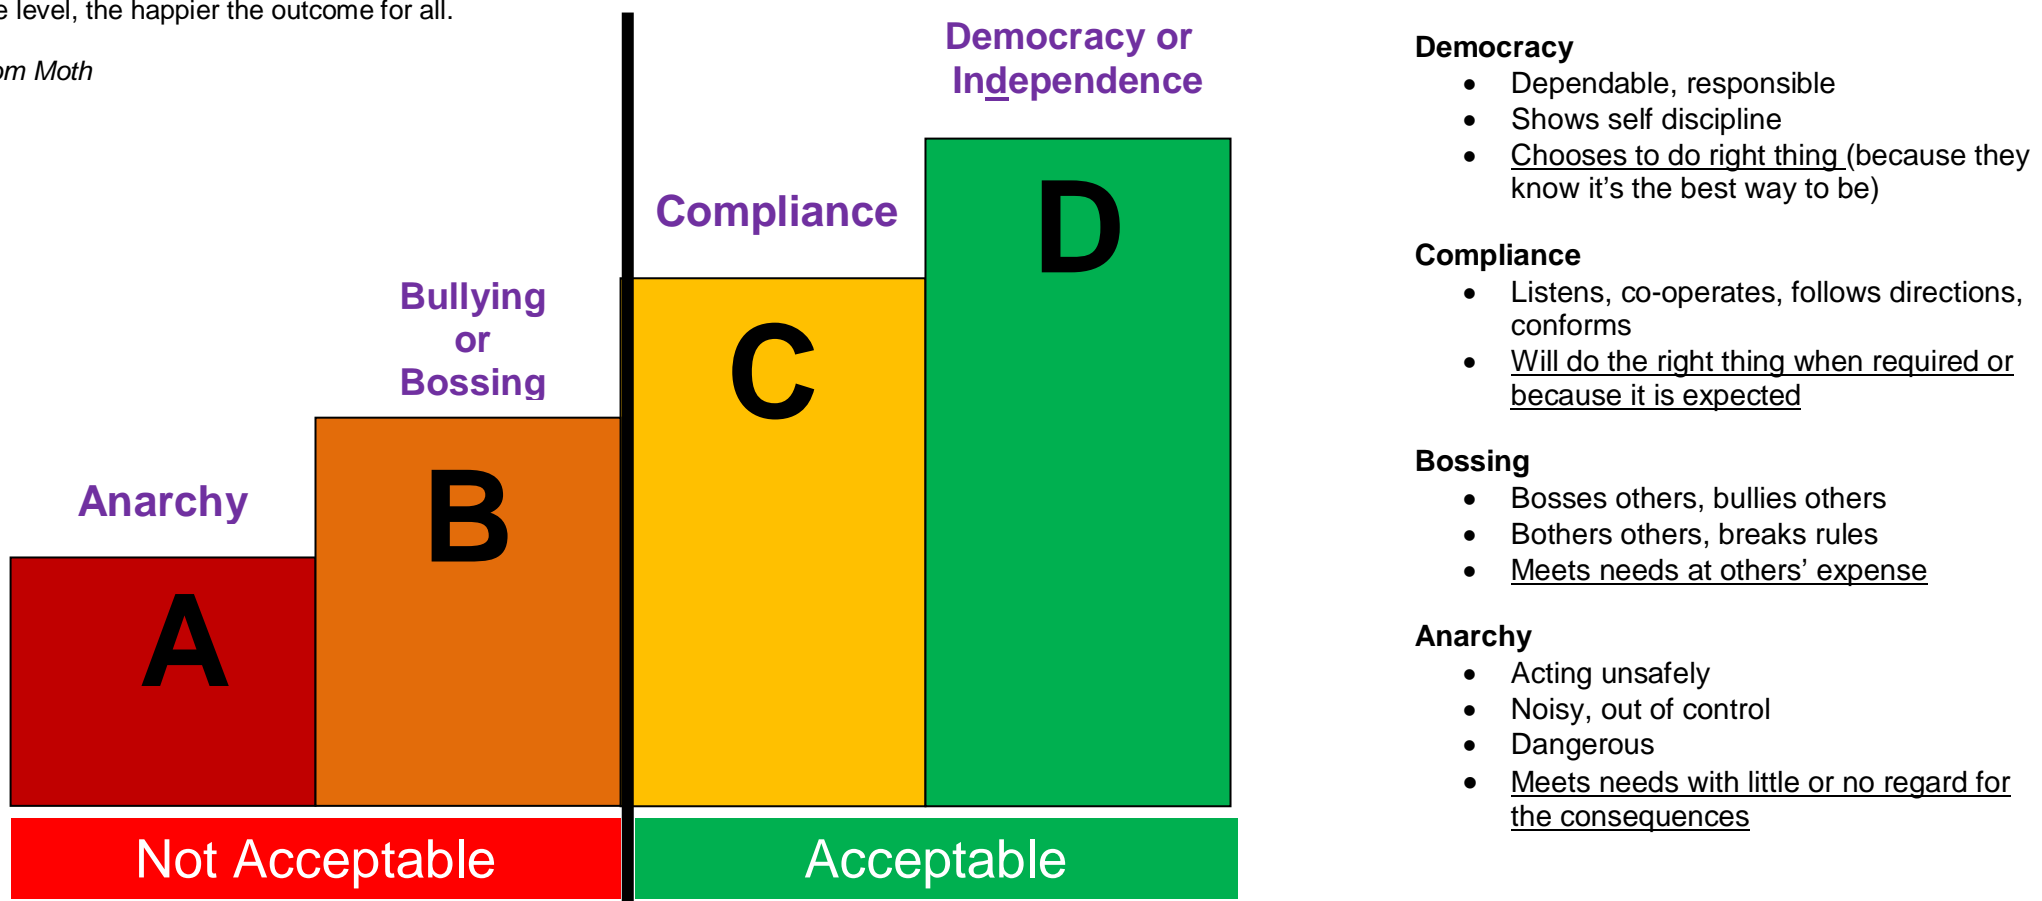 level, the happier the outcome for all.
Moth
Democracy or
Independence
Compliance
Bullying
or
Bossing
Anarchy
A
B
C
D
Not Acceptable
Acceptable
Democracy
• Dependable, responsible
• Shows self discipline
• Chooses to do right thing (because they
know it’s the best way to be)
Compliance
• Listens, co-operates, follows directions,
conforms
• Will do the right thing when required or
because it is expected
Bossing
• Bosses others, bullies others
• Bothers others, breaks rules
• Meets needs at others’ expense
Anarchy
• Acting unsafely
• Noisy, out of control
• Dangerous
• Meets needs with little or no regard for
the consequences